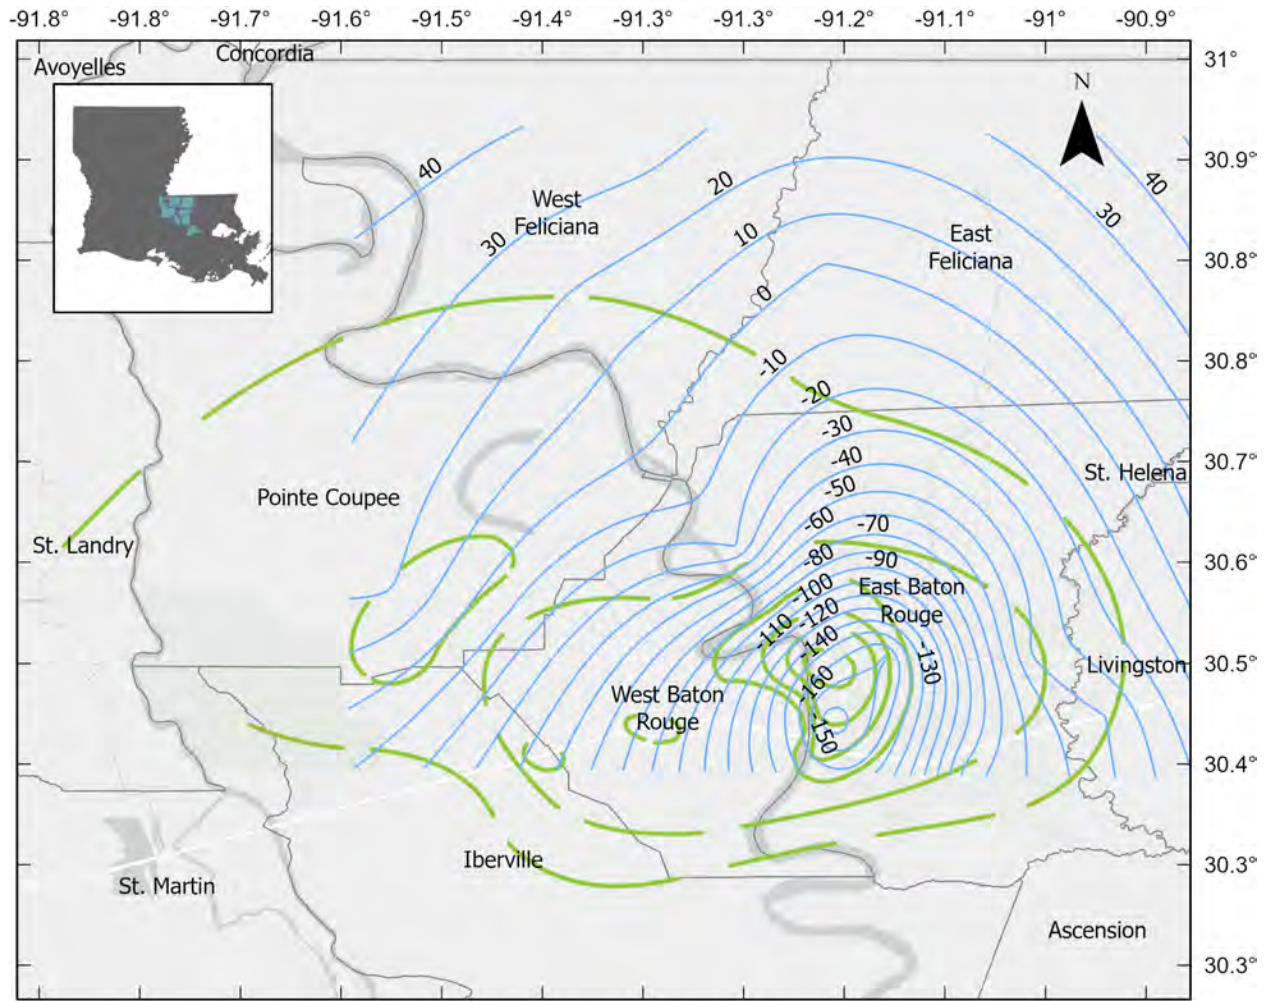 -91.8° -91.8° -91.7° -91.6° -91.4° -91.3° -91.2° -91.1° -91° -90.9°
Concordia
Avoyelles
31°
N
30.9°
40
20
40
West
Feliciana
30
30
10
East
Feliciana
30.8°
0
-10
30.8°
-20
-30
-40
30.7°
St. Helena
-50
Pointe Coupee
-60
-70
St. Landry
-80
-90
30.6°
-100
East Baton
Rouge
-120
-110
-140
-130
30.5°
Livingston
-160
West Baton
Rouge
-150
30.4°
Iberville
30.3°
St. Martin
Ascension
30.3°